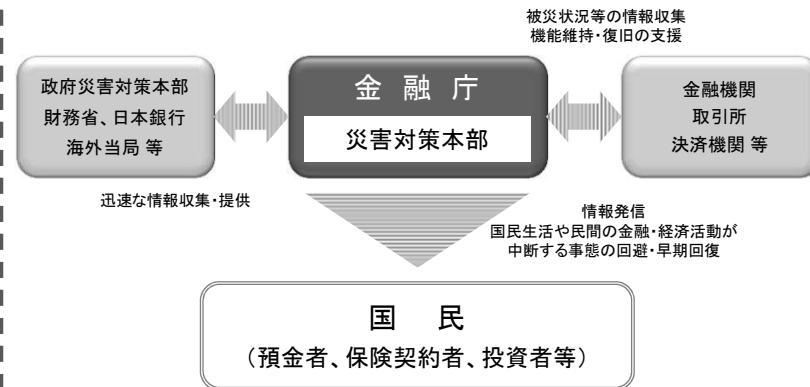 被災状況等の情報収集
機能維持・復旧の支援
政府災害対策本部
財務省、日本銀行
海外当局 等
金 融 庁
災害対策本部
金融機関
取引所
決済機関 等
迅速な情報収集・提供
情報発信
国民生活や民間の金融・経済活動が
中断する事態の回避・早期回復
国 民
（預金者、保険契約者、投資者等）